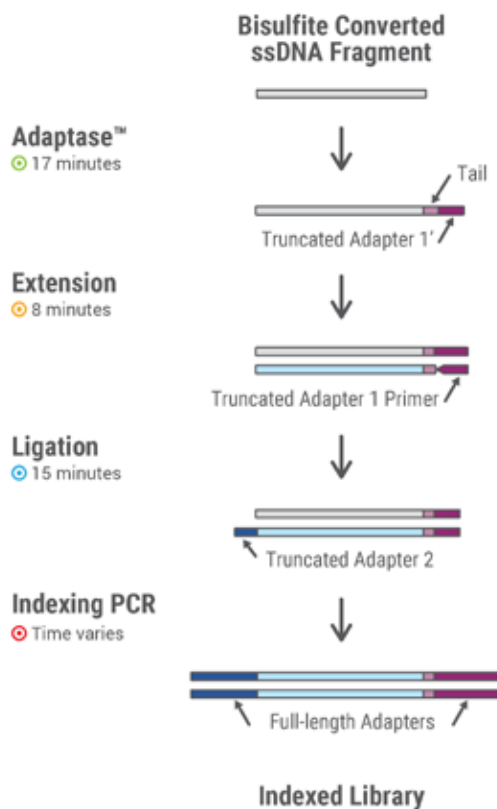 Bisulfite Converted
ssDNA Fragment
Adaptase™
17 minutes
Tail
Truncated Adapter 1’
Extension
8 minutes
Truncated Adapter 1 Primer
Ligation
15 minutes
Truncated Adapter 2
Indexing PCR
Time varies
Full-length Adapters
Indexed Library